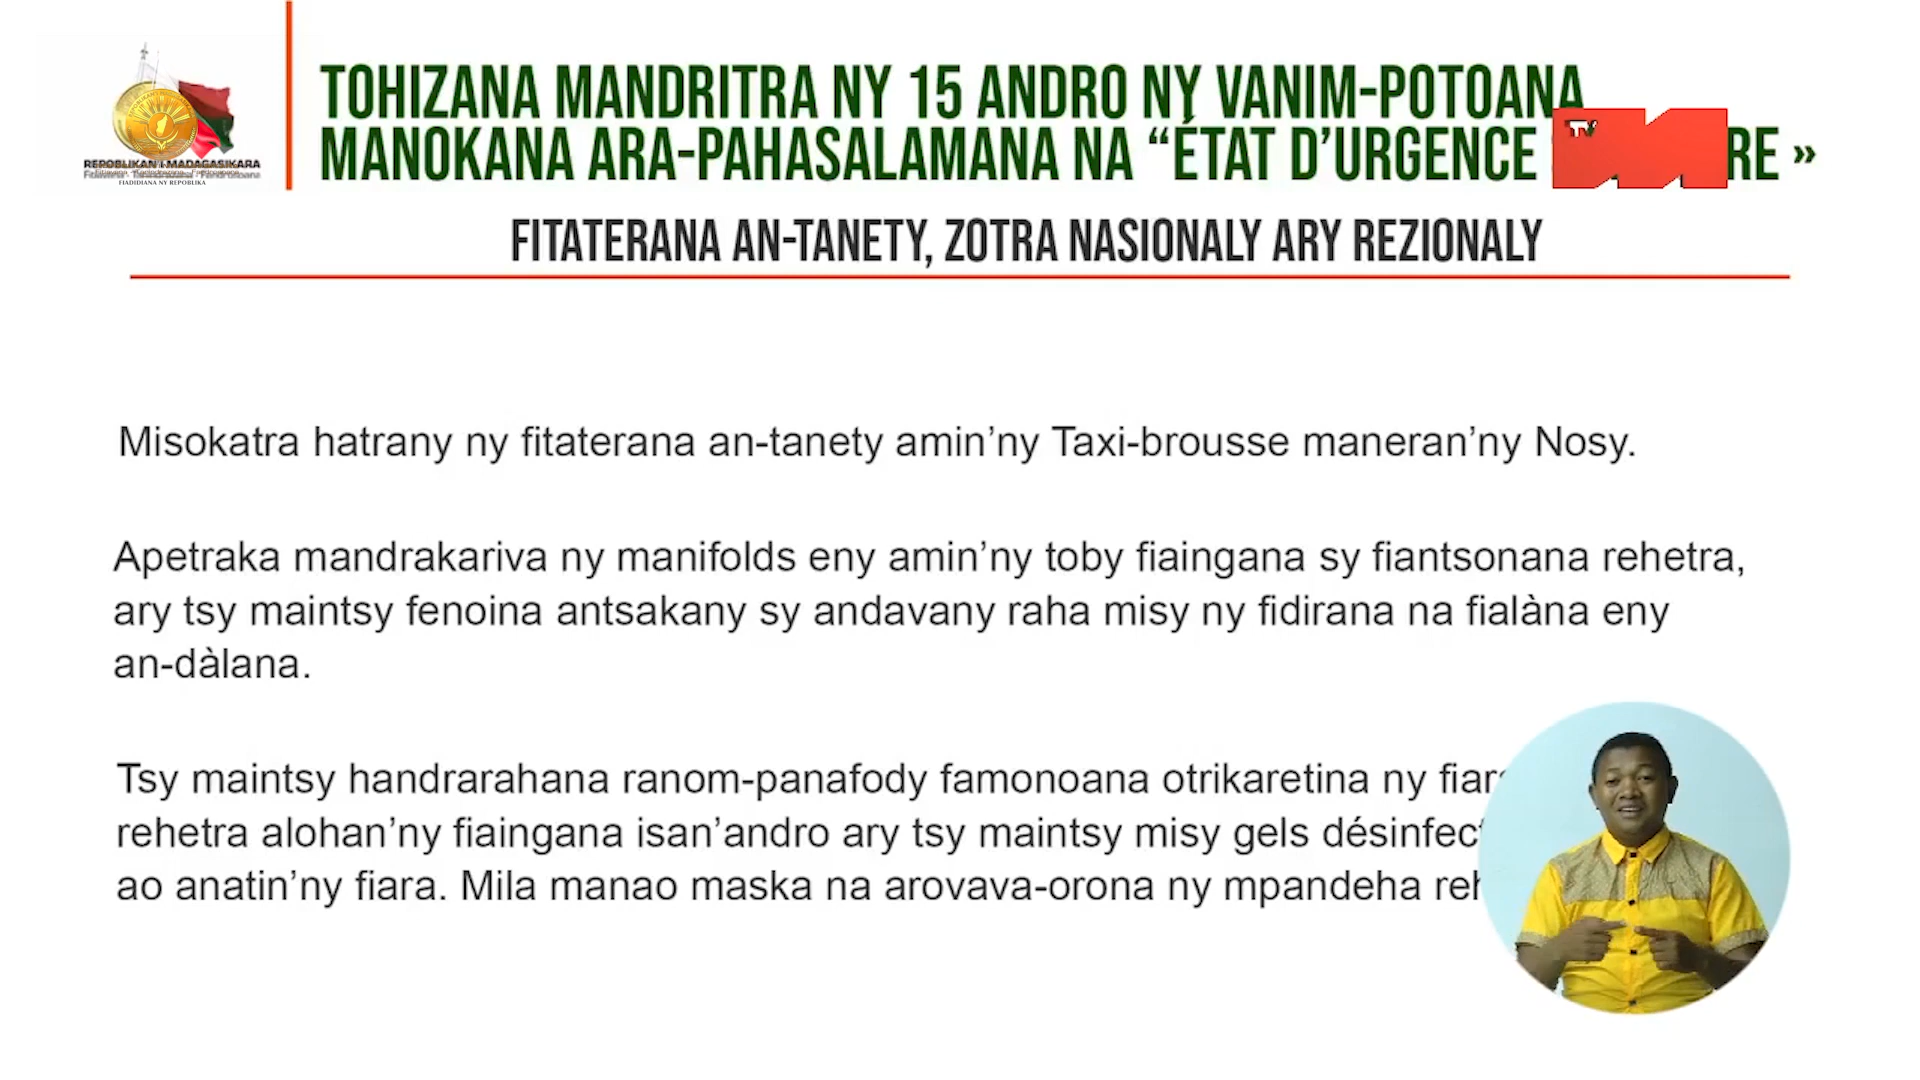 REPOBLIKAN'I MADAGASIKARA
FIADIDIANA NY REPOBLIKA
TOHIZANA MANDRITRA NY 15 ANDRO NY VANIM-POTOANA
MANOKANA ARA-PAHASALAMANA NA “ÉTAT D’URGENCE RE »
TV
FITATERANA AN-TANETY, ZOTRA NASIONALY ARY REZIONALY
Misokatra hatrany ny fitaterana an-tanety amin’ny Taxi-brousse maneran’ny Nosy.
Apetraka mandrakariva ny manifolds eny amin’ny toby fiaingana sy fiantsonana rehetra,
ary tsy maintsy fenoina antsakany sy andavany raha misy ny fidirana na fialàna eny
an-dàlana.
Tsy maintsy handrarahana ranom-panafody famonoana otrikaretina ny
rehetra alohan’ny fiaingana isan’andro ary tsy maintsy misy gels
ao anatin’ny fiara. Mila manao maska na arovava-orona ny mpandeha